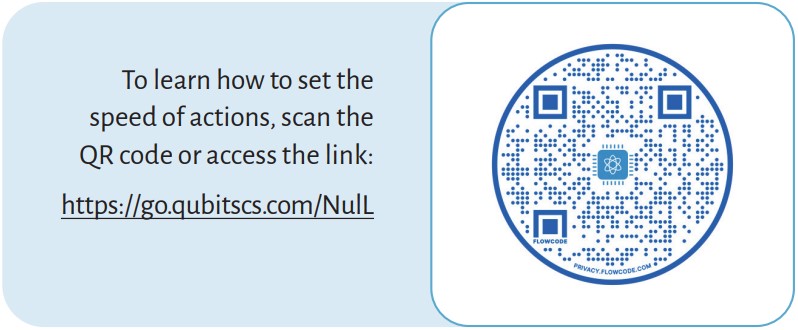 To learn how to set the
speed of actions, scan the
QR code or access the link:
https://go.qubitscs.com/NulL
FLOWCODE
PRIVACY.FLOWCODE.COM